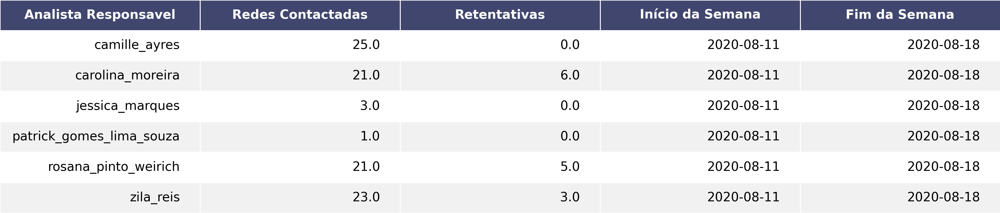 Analista Responsavel Redes Contactadas Retentativas Início da Semana Fim da Semana
camille_ayres 25.0 0.0 2020-08-11 2020-08-18
carolina_moreira 21.0 6.0 2020-08-11 2020-08-18
jessica_marques 3.0 0.0 2020-08-11 2020-08-18
patrick_gomes_lima_souza 1.0 0.0 2020-08-11 2020-08-18
rosana_pinto_weirich 21.0 5.0 2020-08-11 2020-08-18
zila_reis 23.0 3.0 2020-08-11 2020-08-18